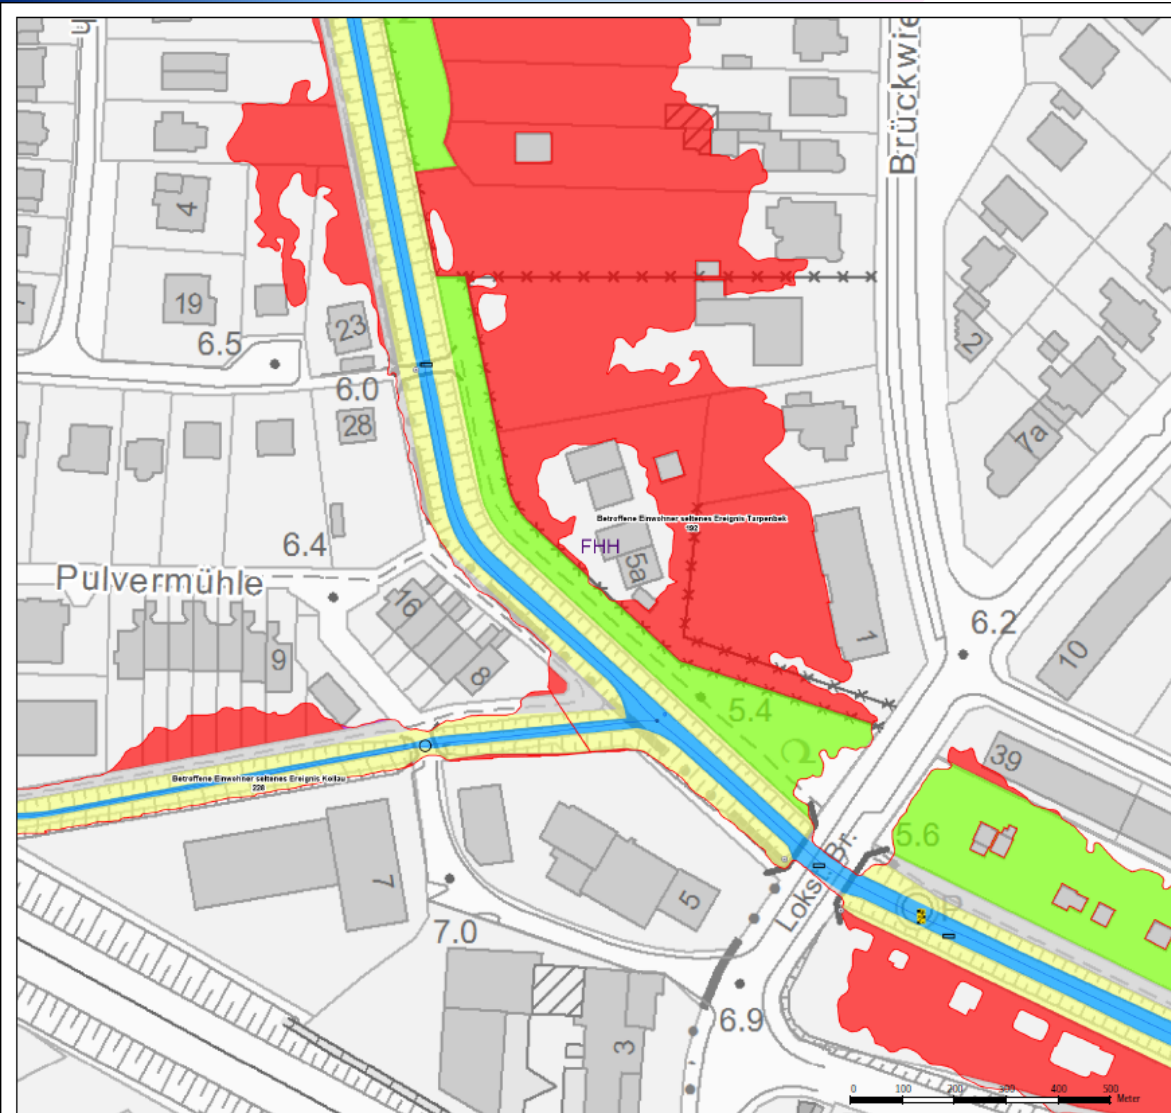 Brückwie
4
19
23
6.5
6.0
28
2
7a
Betroffene Einwohner seltenes Ereignis Tarpenbek
192
FHH
5a
6.4
Pulvermühle
16
9
8
1
6.2
10
5.4
39
Betroffene Einwohner seltenes Ereignis Kollau
228
5.6
Loksted. Br.
P
7
5
7.0
6.9
3
0 100 200 300 400 500
Meter